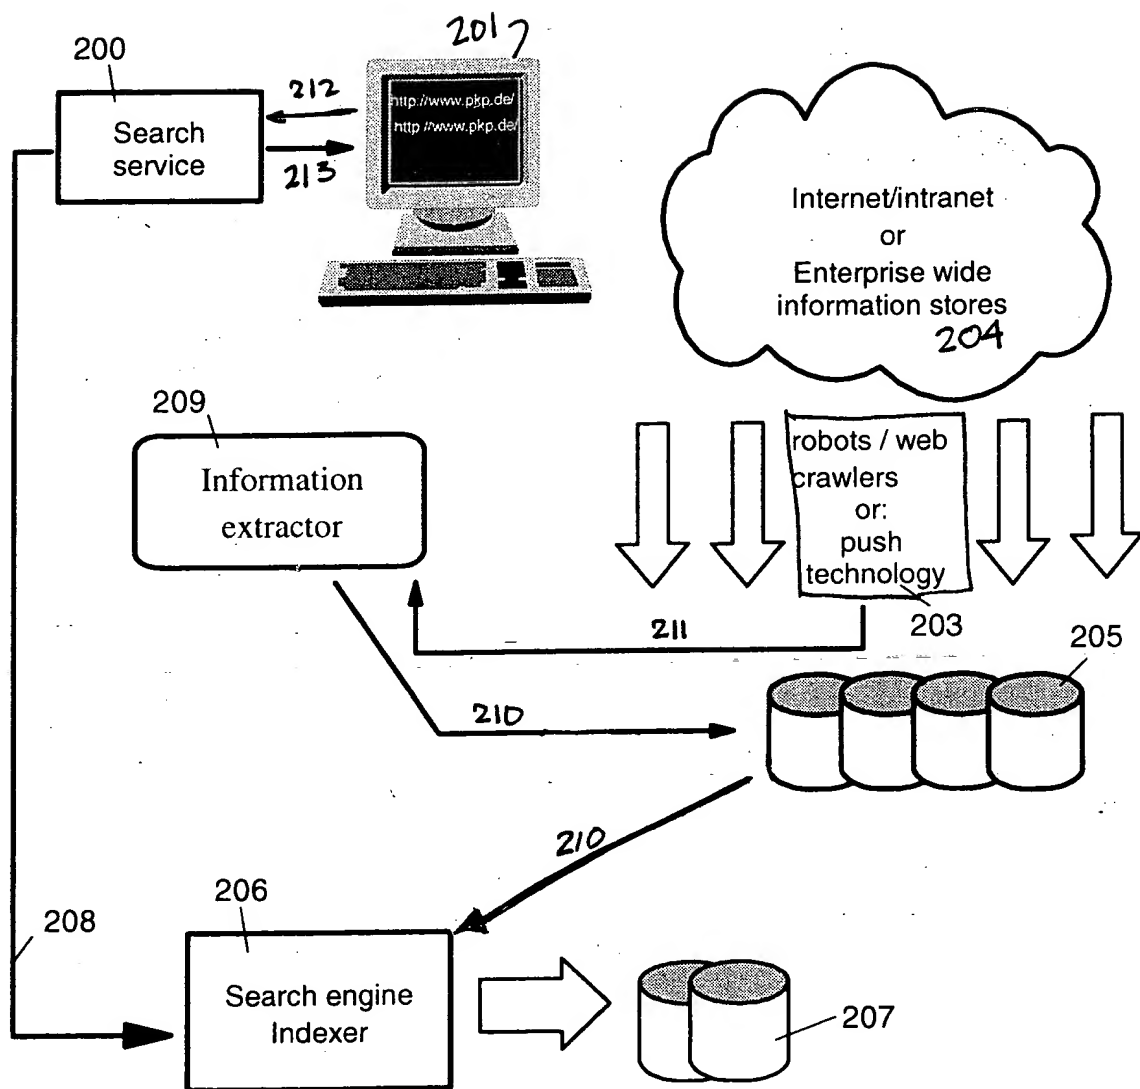 200
201
212
http://www.pkp.de/
http://www.pkp.de/
Search
service
213
Internet/intranet
or
Enterprise wide
information stores
204
209
Information
extractor
robots / web
crawlers
or:
push
technology
203
211
205
210
210
206
208
Search engine
Indexer
207